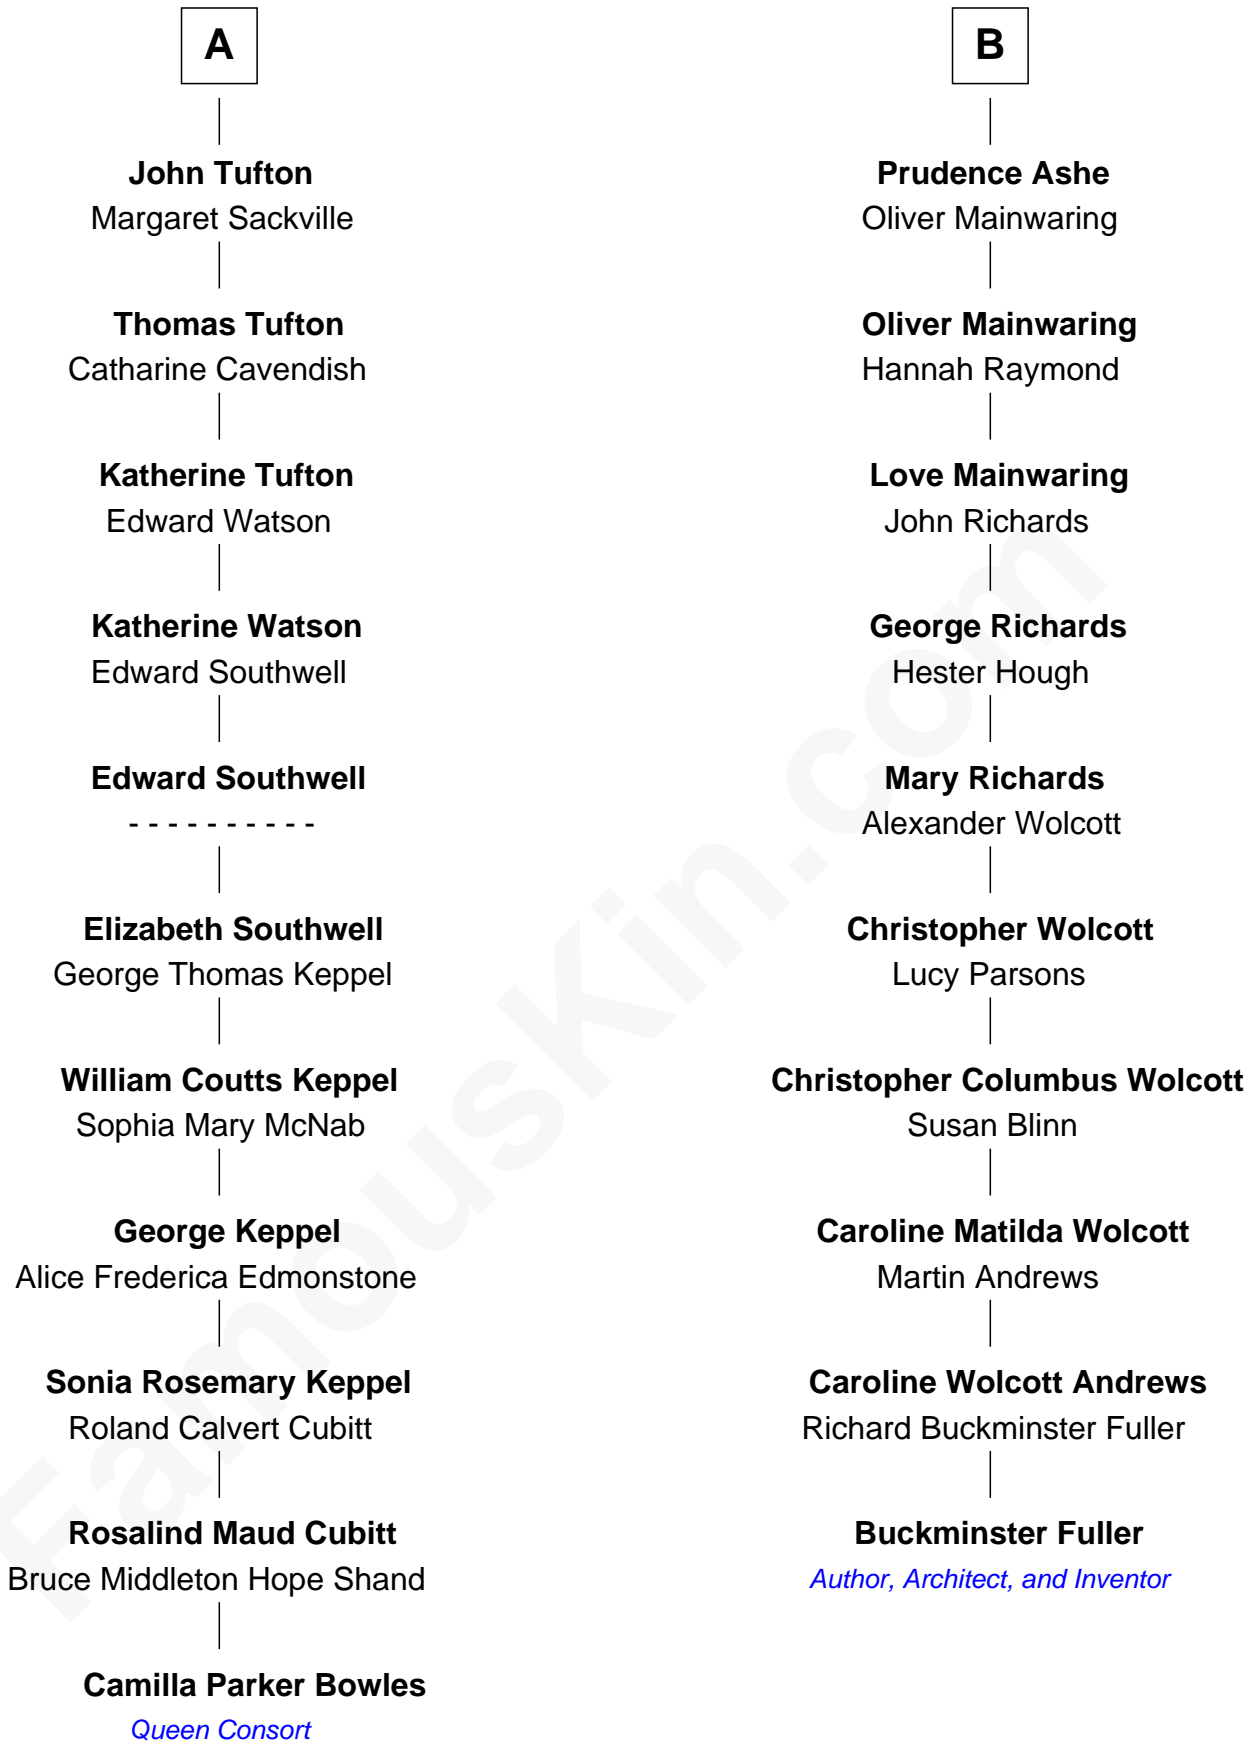 A
John Tufton
Margaret Sackville
Thomas Tufton
Catharine Cavendish
Katherine Tufton
Edward Watson
Katherine Watson
Edward Southwell
Edward Southwell
- - - - - - - - - -
Elizabeth Southwell
George Thomas Keppel
William Coutts Keppel
Sophia Mary McNab
George Keppel
Alice Frederica Edmonstone
Sonia Rosemary Keppel
Roland Calvert Cubitt
Rosalind Maud Cubitt
Bruce Middleton Hope Shand
Camilla Parker Bowles
Queen Consort
B
Prudence Ashe
Oliver Mainwaring
Oliver Mainwaring
Hannah Raymond
Love Mainwaring
John Richards
George Richards
Hester Hough
Mary Richards
Alexander Wolcott
Christopher Wolcott
Lucy Parsons
Christopher Columbus Wolcott
Susan Blinn
Caroline Matilda Wolcott
Martin Andrews
Caroline Wolcott Andrews
Richard Buckminster Fuller
Buckminster Fuller
Author, Architect, and Inventor
FamousKin.com